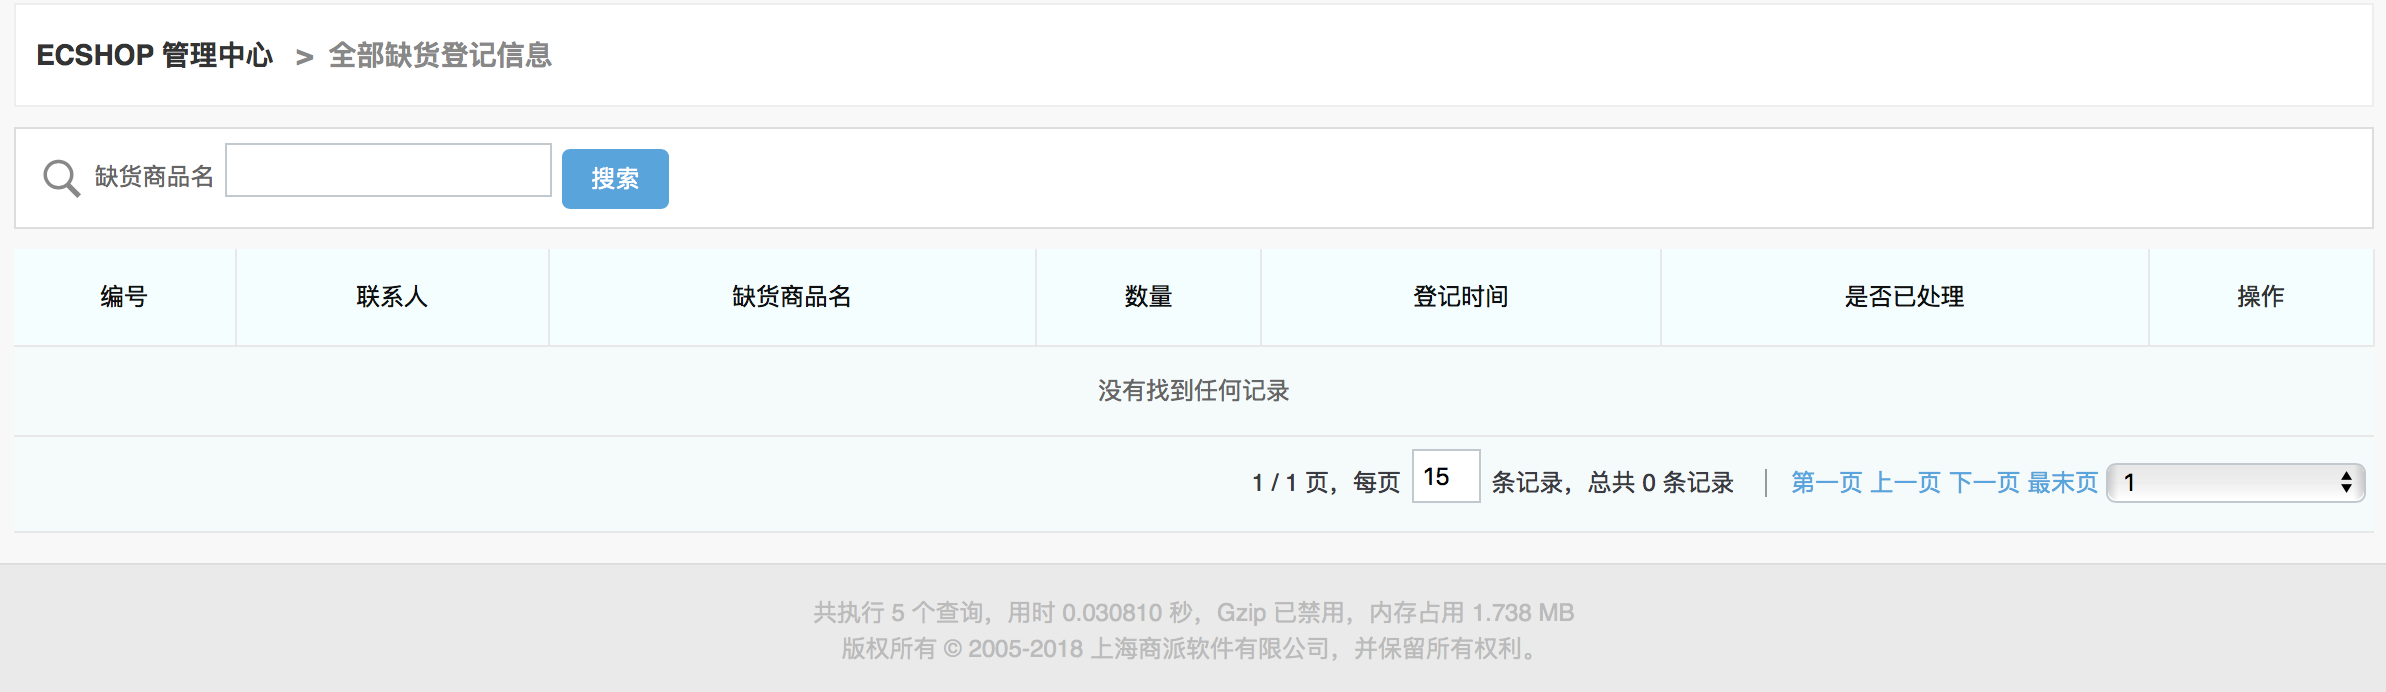 ECSHOP 管理中心 > 全部缺货登记信息
缺货商品名 搜索
编号 联系人 缺货商品名 数量 登记时间 是否已处理 操作
没有找到任何记录
1 / 1 页，每页 15 条记录，总共 0 条记录 | 第一页 上一页 下一页 最末页 1
共执行 5 个查询，用时 0.030810 秒，Gzip 已禁用，内存占用 1.738 MB
版权所有 © 2005-2018 上海商派软件有限公司，并保留所有权利。